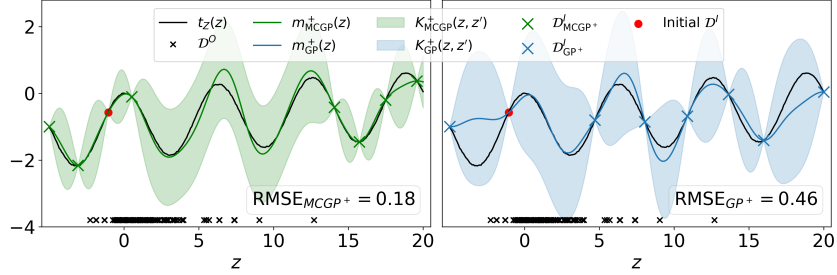 t_Z(z) m⁺_MCGP(z) K⁺_MCGP(z, z′) 𝒟^I_MCGP⁺ Initial 𝒟^I
𝒟^O m⁺_GP(z) K⁺_GP(z, z′) 𝒟^I_GP⁺
0
−2
−4
RMSE_MCGP⁺ = 0.18
RMSE_GP⁺ = 0.46
0 5 10 15 20
0 5 10 15 20
z
z